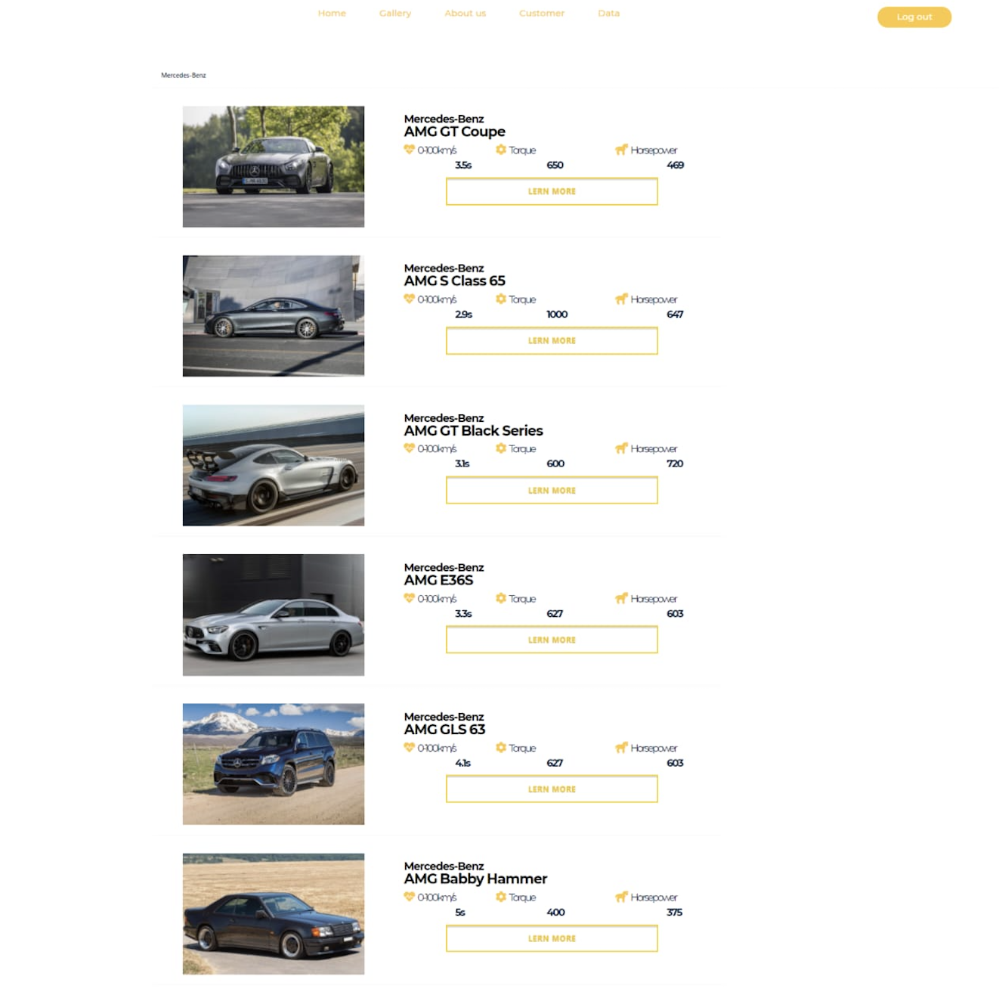 Home Gallery About us Customer Data Log out
Mercedes-Benz
Mercedes-Benz
AMG GT Coupe
0-100km/s Torque Horsepower
3.5s 650 469
LERN MORE
Mercedes-Benz
AMG S Class 65
0-100km/s Torque Horsepower
2.9s 1000 647
LERN MORE
Mercedes-Benz
AMG GT Black Series
0-100km/s Torque Horsepower
3.1s 600 720
LERN MORE
Mercedes-Benz
AMG E36S
0-100km/s Torque Horsepower
3.3s 627 603
LERN MORE
Mercedes-Benz
AMG GLS 63
0-100km/s Torque Horsepower
4.1s 627 603
LERN MORE
Mercedes-Benz
AMG Babby Hammer
0-100km/s Torque Horsepower
5s 400 375
LERN MORE